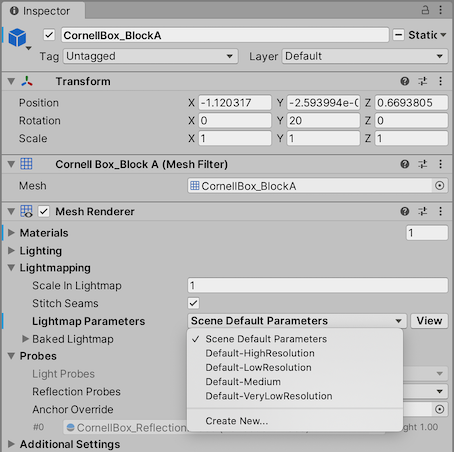 Inspector
CornellBox_BlockA Static
Tag Untagged Layer Default
Transform
Position X -1.120317 Y -2.593994e-0 Z 0.6693805
Rotation X 0 Y 20 Z 0
Scale X 1 Y 1 Z 1
Cornell Box_Block A (Mesh Filter)
Mesh CornellBox_BlockA
Mesh Renderer
Materials 1
Lighting
Lightmapping
Scale In Lightmap 1
Stitch Seams
Lightmap Parameters Scene Default Parameters View
Baked Lightmap
Scene Default Parameters
Default-HighResolution
Default-LowResolution
Default-Medium
Default-VeryLowResolution
Create New...
Probes
Light Probes
Reflection Probes
Anchor Override
#0 CornellBox_Reflection 1.00
Additional Settings